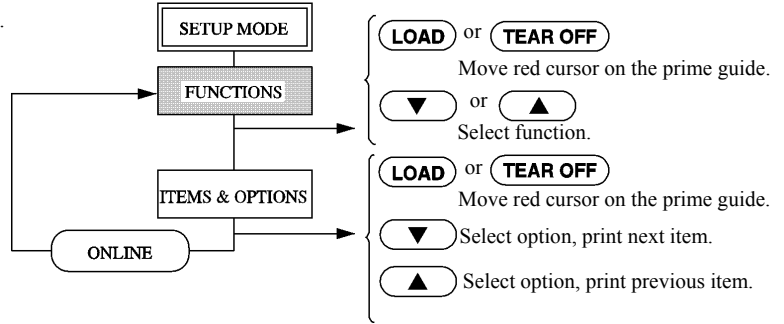 SETUP MODE
FUNCTIONS
LOAD or TEAR OFF
Move red cursor on the prime guide.
▼ or ▲
Select function.
ITEMS & OPTIONS
ONLINE
LOAD or TEAR OFF
Move red cursor on the prime guide.
▼ Select option, print next item.
▲ Select option, print previous item.